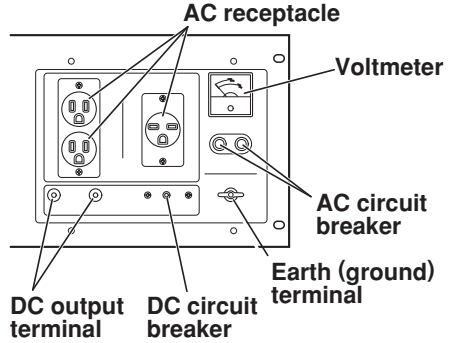 AC receptacle
Voltmeter
AC circuit
breaker
Earth (ground)
terminal
DC output
terminal
DC circuit
breaker